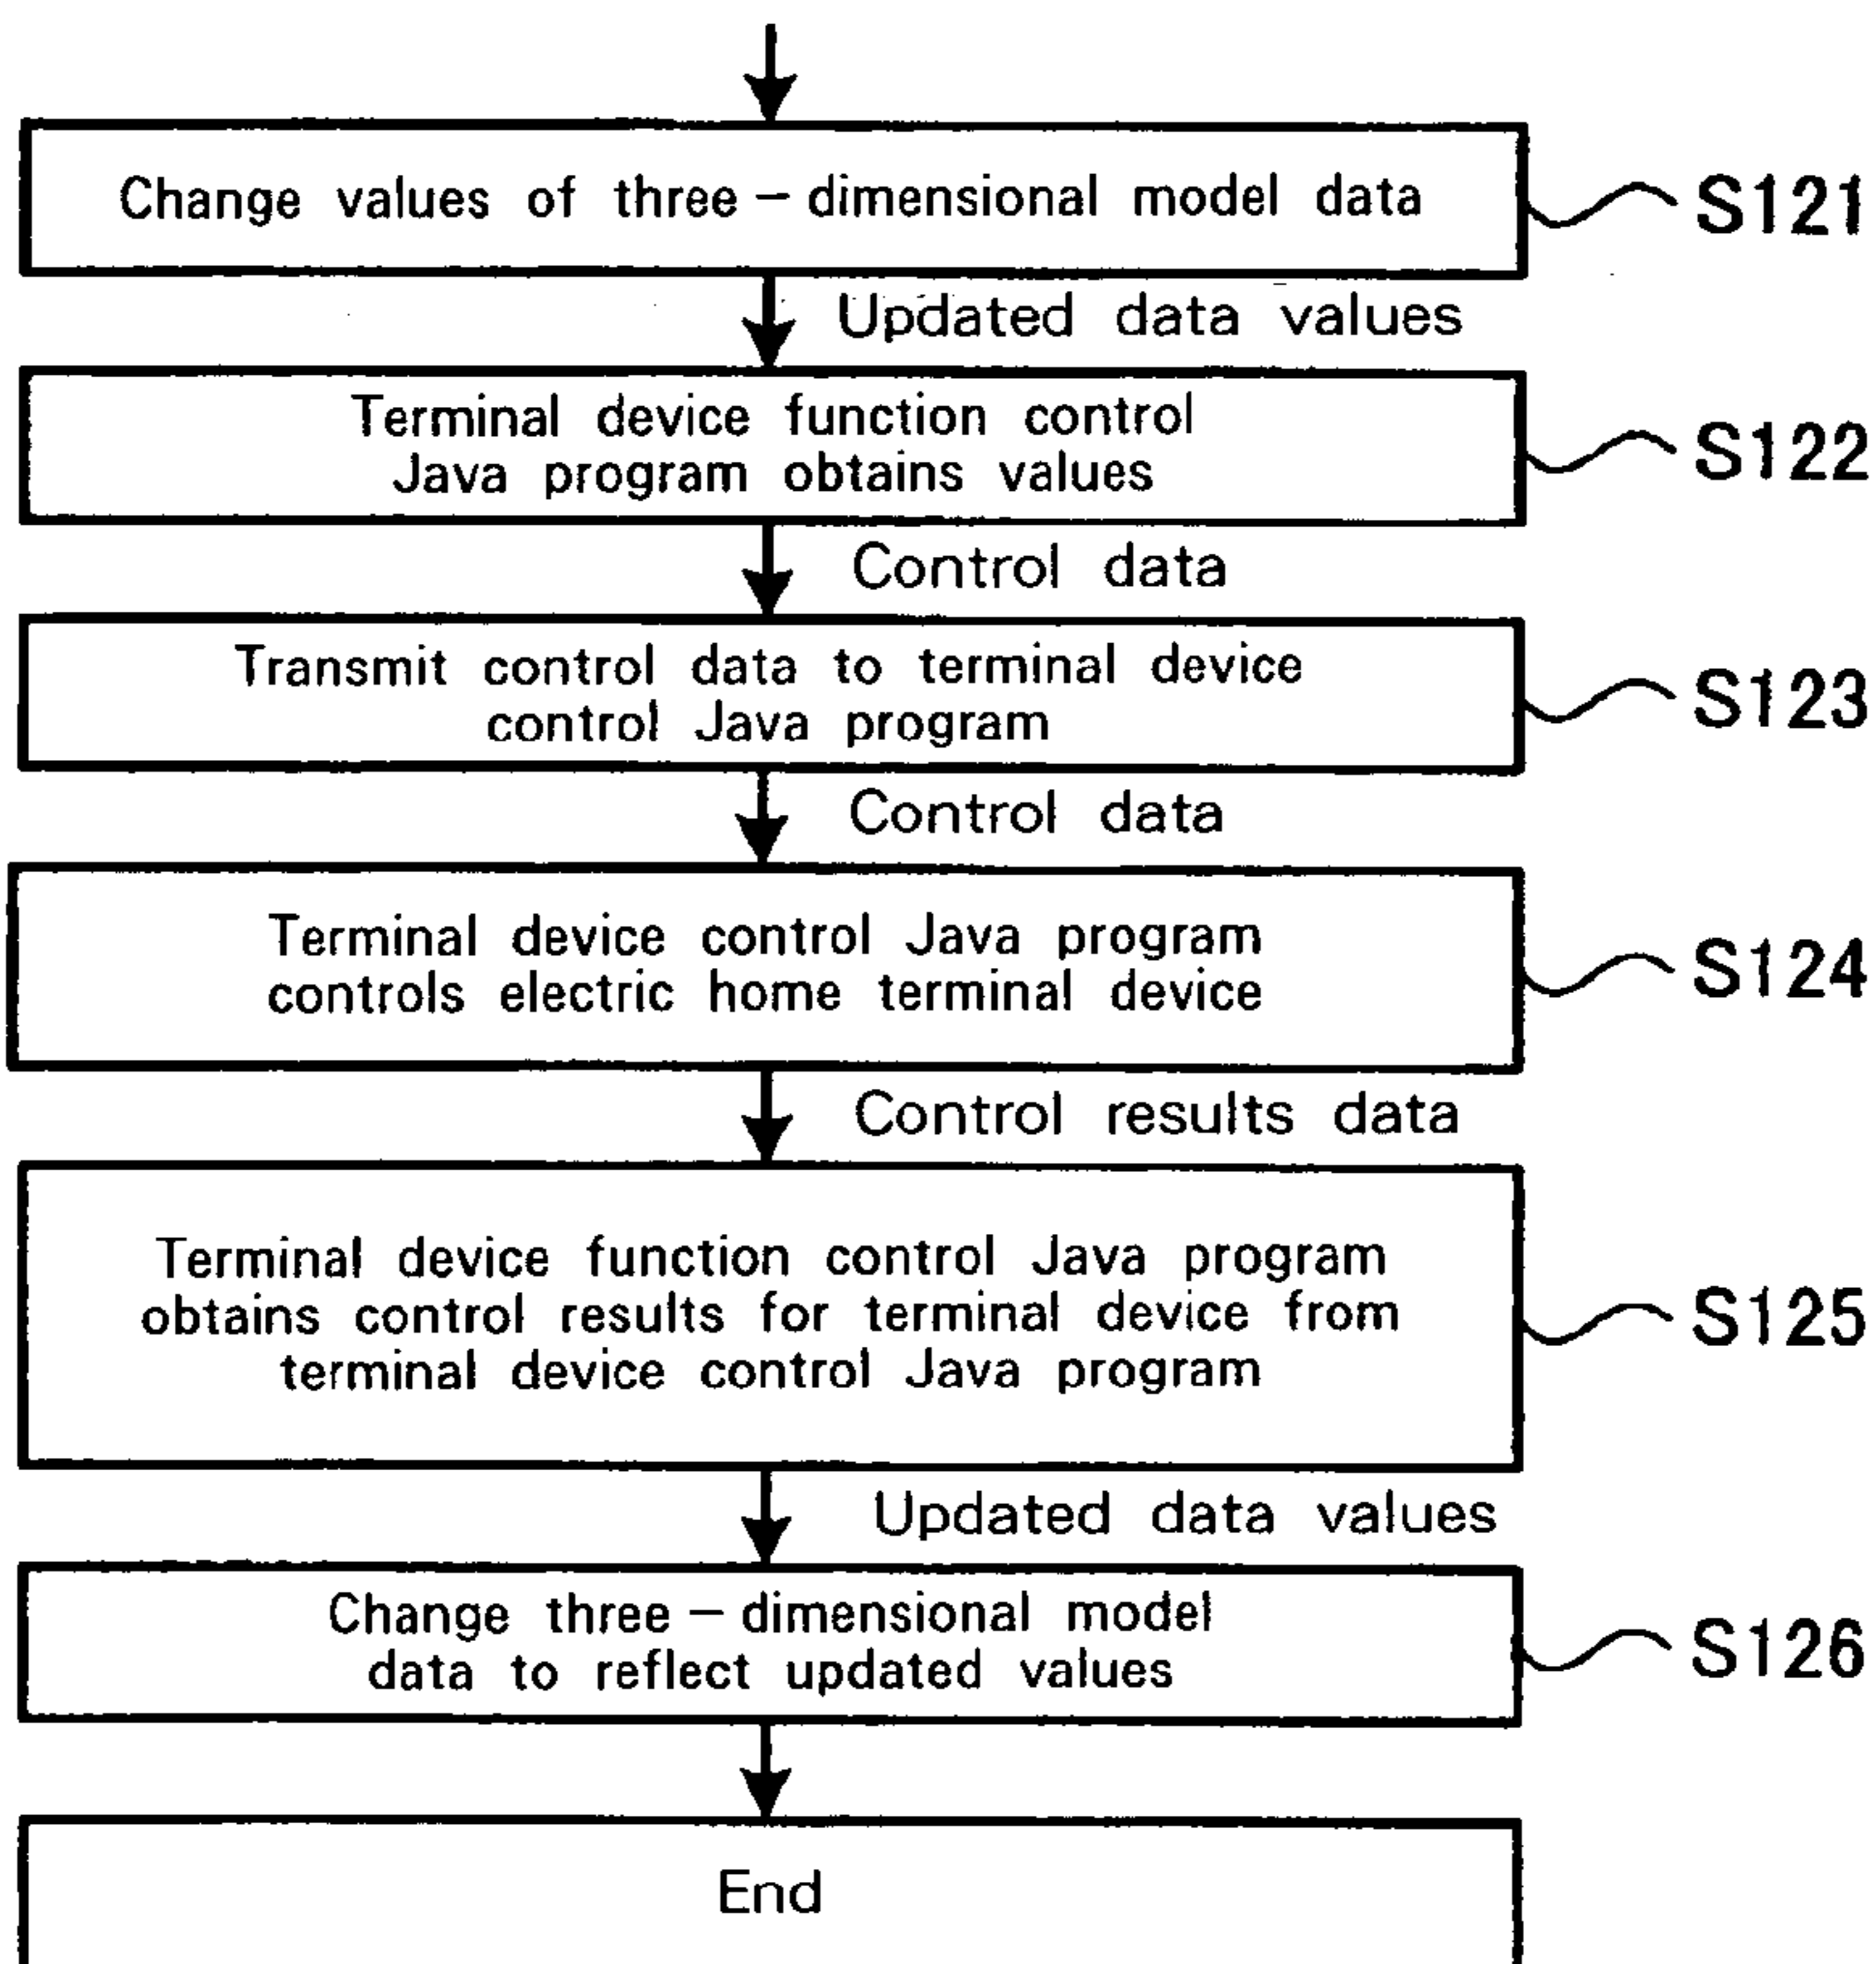 Change values of three – dimensional model data
S121
Updated data values
Terminal device function control
Java program obtains values
S122
Control data
Transmit control data to terminal device
control Java program
S123
Control data
Terminal device control Java program
controls electric home terminal device
S124
Control results data
Terminal device function control Java program
obtains control results for terminal device from
terminal device control Java program
S125
Updated data values
Change three – dimensional model
data to reflect updated values
S126
End